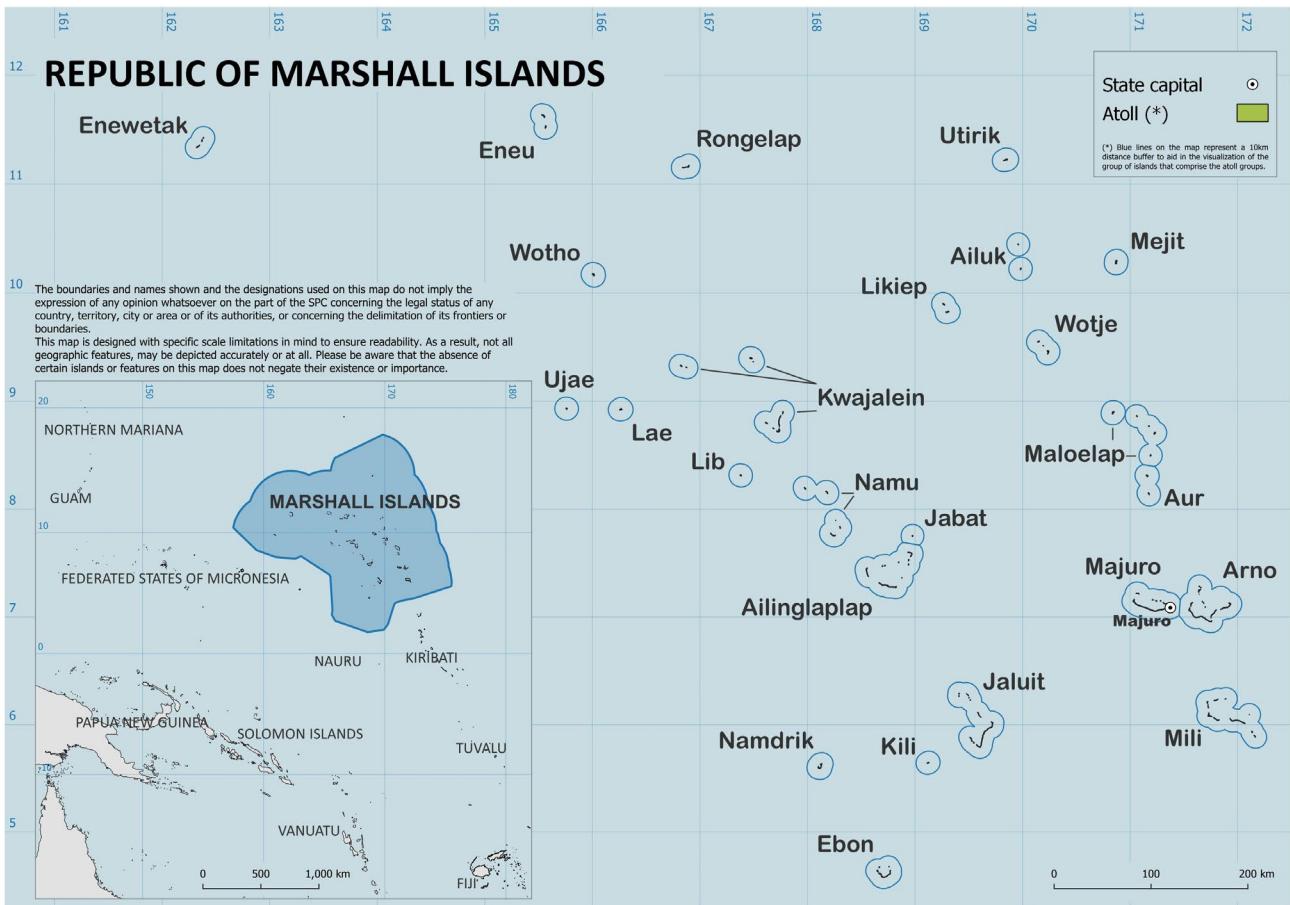 161 162 163 164 165 166 167 168 169 170 171 172
12
REPUBLIC OF MARSHALL ISLANDS
State capital
Atoll (*)
(*) Blue lines on the map represent a 10km
distance buffer to aid in the visualization of the
group of islands that comprise the atoll groups.
Enewetak
Eneu
Rongelap
Utirik
11
Wotho
Ailuk
Mejit
Likiep
10
Wotje
The boundaries and names shown and the designations used on this map do not imply the
expression of any opinion whatsoever on the part of the SPC concerning the legal status of any
country, territory, city or area or of its authorities, or concerning the delimitation of its frontiers or
boundaries.
This map is designed with specific scale limitations in mind to ensure readability. As a result, not all
geographic features, may be depicted accurately or at all. Please be aware that the absence of
certain islands or features on this map does not negate their existence or importance.
Ujae
9
Kwajalein
Lae
Maloelap
Lib
Namu
Aur
8
Jabat
Majuro
Arno
Ailinglaplap
Majuro
7
Jaluit
6
Namdrik
Kili
Mili
5
Ebon
0 100 200 km
150 160 170 180
20
NORTHERN MARIANA
GUAM
MARSHALL ISLANDS
10
FEDERATED STATES OF MICRONESIA
0
NAURU
KIRIBATI
PAPUA NEW GUINEA
SOLOMON ISLANDS
TUVALU
-10
VANUATU
FIJI
0 500 1,000 km